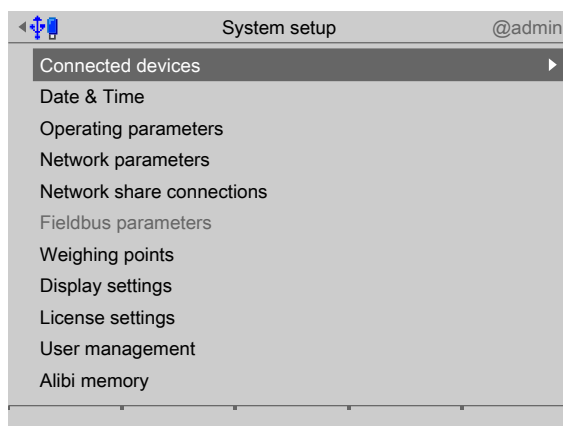 System setup @admin
Connected devices
Date & Time
Operating parameters
Network parameters
Network share connections
Fieldbus parameters
Weighing points
Display settings
License settings
User management
Alibi memory